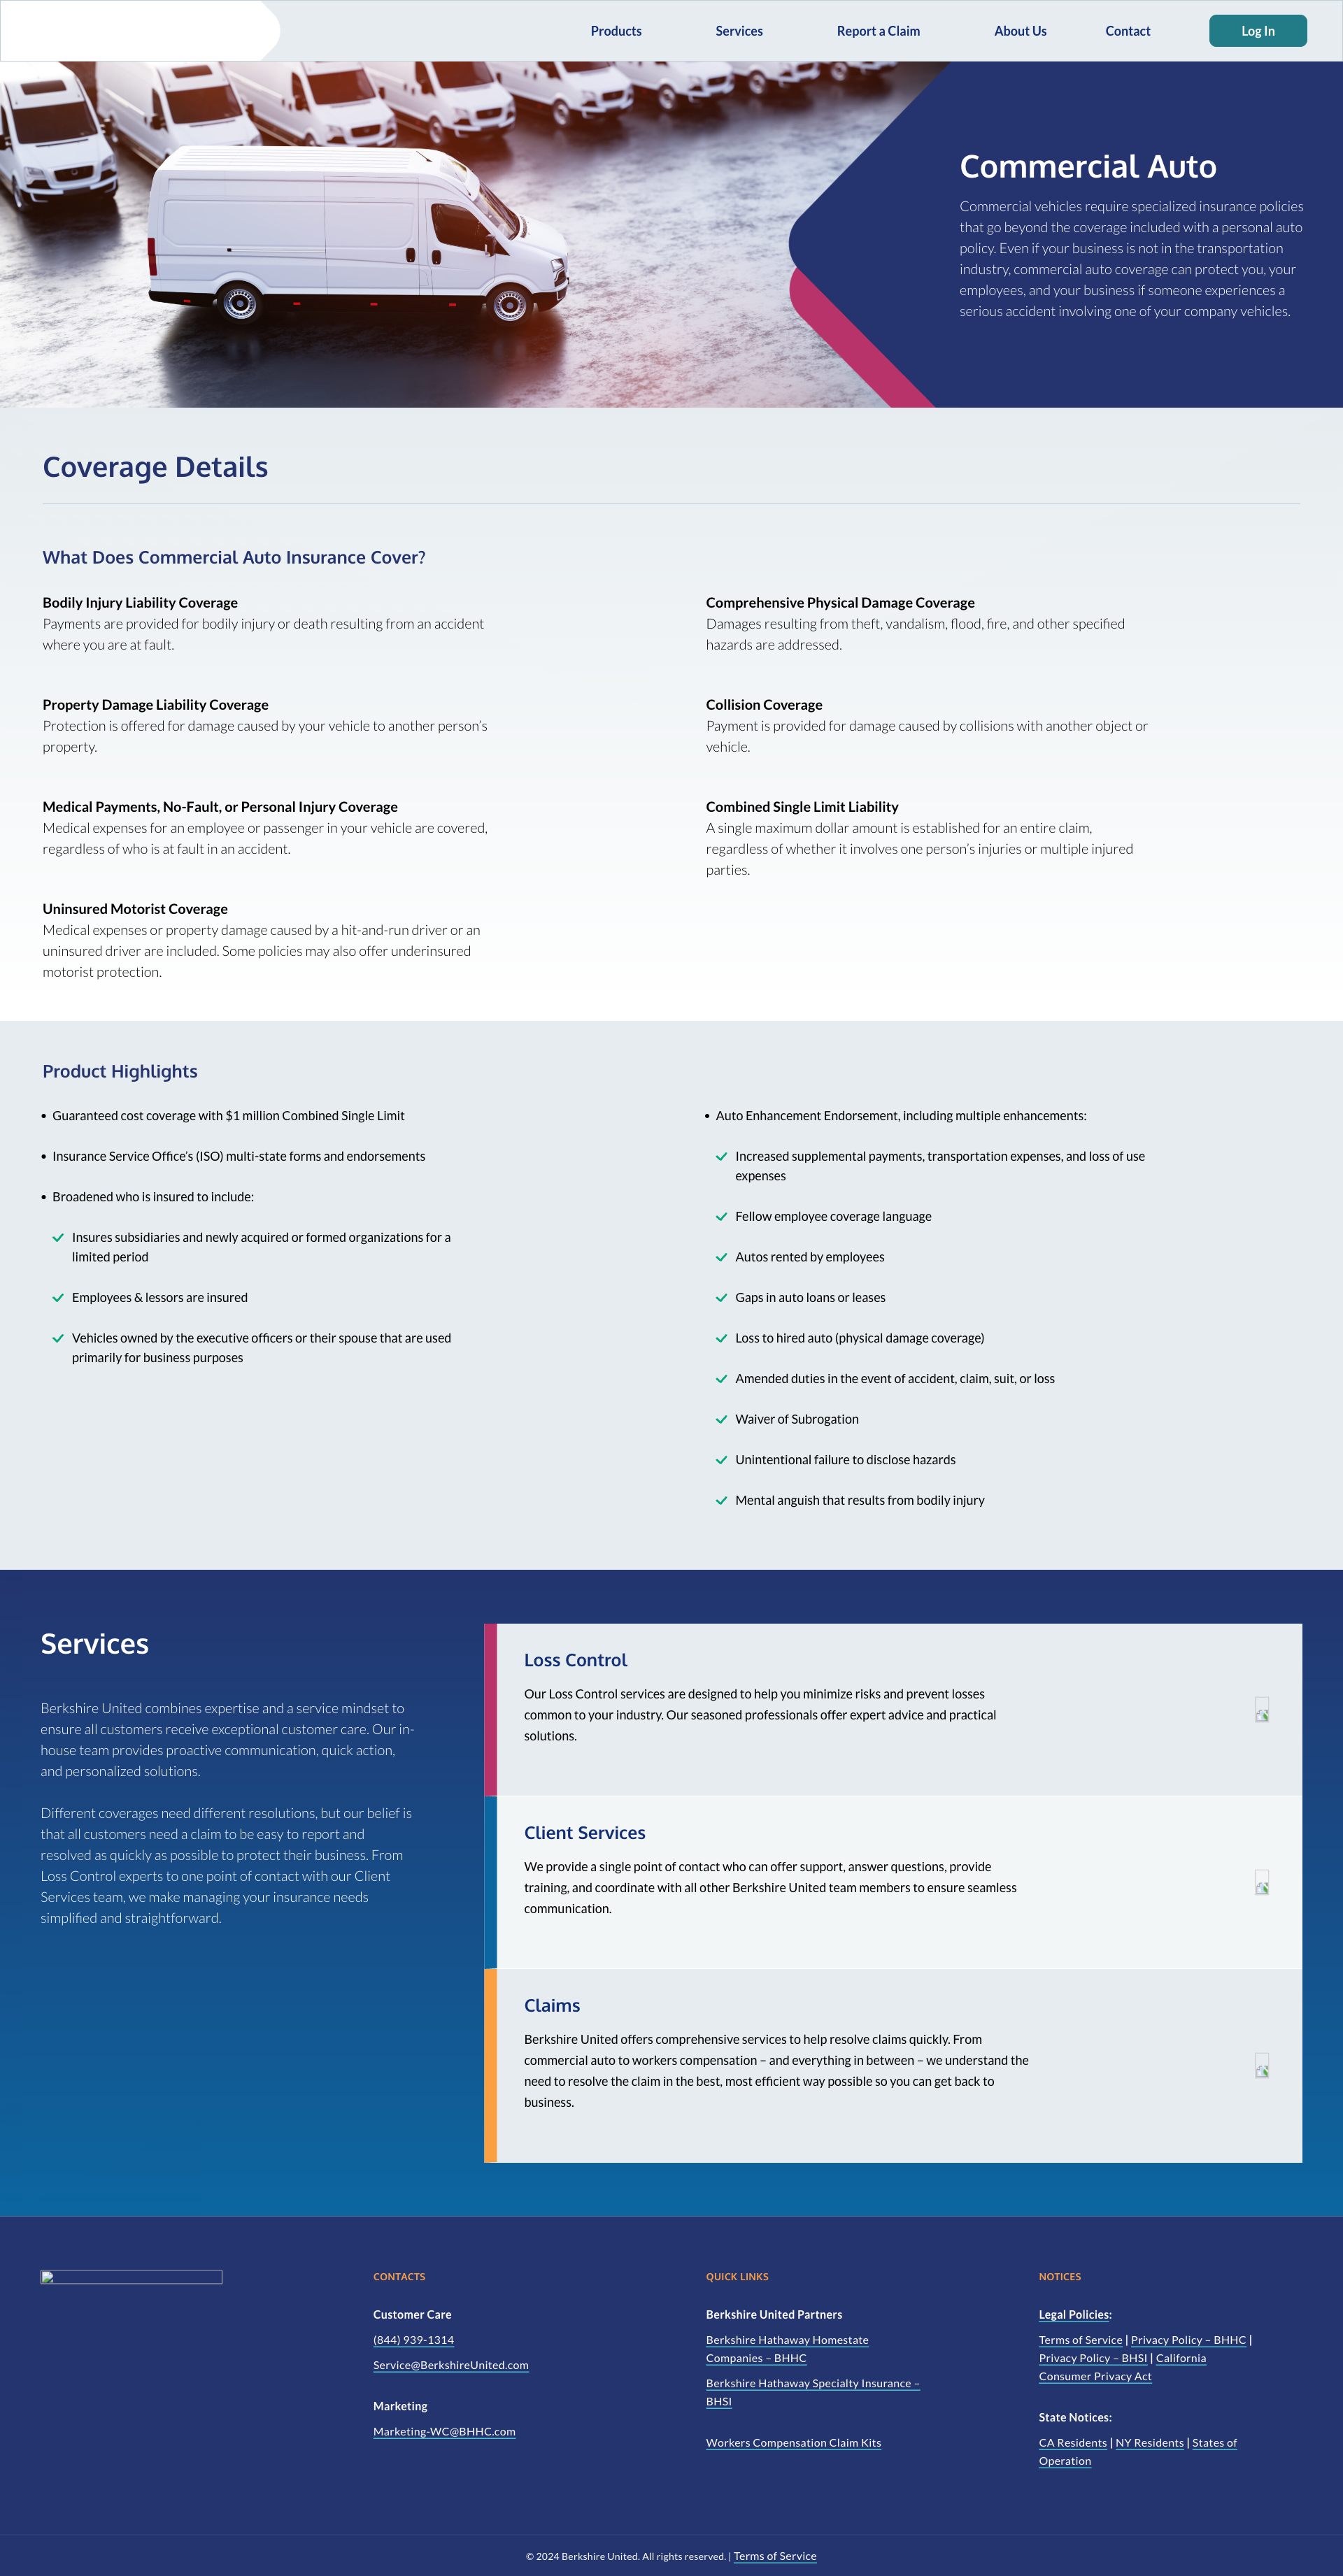 Products Services Report a Claim About Us Contact Log In
Commercial Auto
Commercial vehicles require specialized insurance policies
that go beyond the coverage included with a personal auto
policy. Even if your business is not in the transportation
industry, commercial auto coverage can protect you, your
employees, and your business if someone experiences a
serious accident involving one of your company vehicles.
Coverage Details
What Does Commercial Auto Insurance Cover?
Bodily Injury Liability Coverage
Payments are provided for bodily injury or death resulting from an accident
where you are at fault.
Comprehensive Physical Damage Coverage
Damages resulting from theft, vandalism, flood, fire, and other specified
hazards are addressed.
Property Damage Liability Coverage
Protection is offered for damage caused by your vehicle to another person’s
property.
Collision Coverage
Payment is provided for damage caused by collisions with another object or
vehicle.
Medical Payments, No-Fault, or Personal Injury Coverage
Medical expenses for an employee or passenger in your vehicle are covered,
regardless of who is at fault in an accident.
Combined Single Limit Liability
A single maximum dollar amount is established for an entire claim,
regardless of whether it involves one person’s injuries or multiple injured
parties.
Uninsured Motorist Coverage
Medical expenses or property damage caused by a hit-and-run driver or an
uninsured driver are included. Some policies may also offer underinsured
motorist protection.
Product Highlights
• Guaranteed cost coverage with $1 million Combined Single Limit
• Insurance Service Office’s (ISO) multi-state forms and endorsements
• Broadened who is insured to include:
Insures subsidiaries and newly acquired or formed organizations for a
limited period
Employees & lessors are insured
Vehicles owned by the executive officers or their spouse that are used
primarily for business purposes
• Auto Enhancement Endorsement, including multiple enhancements:
Increased supplemental payments, transportation expenses, and loss of use
expenses
Fellow employee coverage language
Autos rented by employees
Gaps in auto loans or leases
Loss to hired auto (physical damage coverage)
Amended duties in the event of accident, claim, suit, or loss
Waiver of Subrogation
Unintentional failure to disclose hazards
Mental anguish that results from bodily injury
Services
Berkshire United combines expertise and a service mindset to
ensure all customers receive exceptional customer care. Our in-
house team provides proactive communication, quick action,
and personalized solutions.
Different coverages need different resolutions, but our belief is
that all customers need a claim to be easy to report and
resolved as quickly as possible to protect their business. From
Loss Control experts to one point of contact with our Client
Services team, we make managing your insurance needs
simplified and straightforward.
Loss Control
Our Loss Control services are designed to help you minimize risks and prevent losses
common to your industry. Our seasoned professionals offer expert advice and practical
solutions.
Client Services
We provide a single point of contact who can offer support, answer questions, provide
training, and coordinate with all other Berkshire United team members to ensure seamless
communication.
Claims
Berkshire United offers comprehensive services to help resolve claims quickly. From
commercial auto to workers compensation – and everything in between – we understand the
need to resolve the claim in the best, most efficient way possible so you can get back to
business.
CONTACTS
Customer Care
(844) 939-1314
Service@BerkshireUnited.com
Marketing
Marketing-WC@BHHC.com
QUICK LINKS
Berkshire United Partners
Berkshire Hathaway Homestate
Companies – BHHC
Berkshire Hathaway Specialty Insurance –
BHSI
Workers Compensation Claim Kits
NOTICES
Legal Policies:
Terms of Service | Privacy Policy – BHHC |
Privacy Policy – BHSI | California
Consumer Privacy Act
State Notices:
CA Residents | NY Residents | States of
Operation
© 2024 Berkshire United. All rights reserved. | Terms of Service